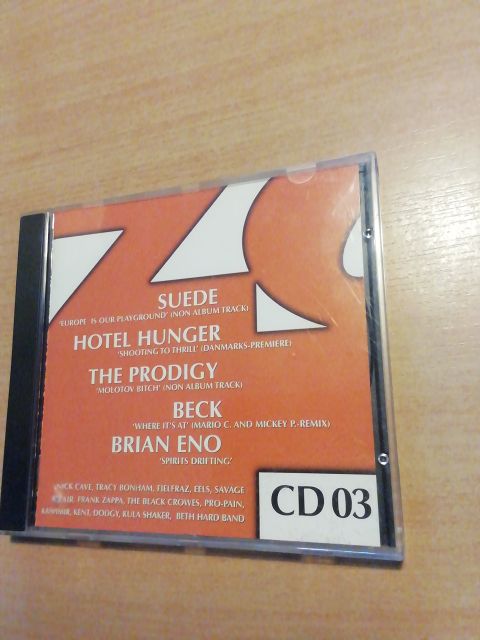 SUEDE
'EUROPE IS OUR PLAYGROUND' (NON ALBUM TRACK)
HOTEL HUNGER
'SHOOTING TO THRILL' (DANMARKS-PREMIERE)
THE PRODIGY
'MOLOTOV BITCH' (NON ALBUM TRACK)
BECK
'WHERE IT'S AT' (MARIO C. AND MICKEY P.-REMIX)
BRIAN ENO
'SPIRITS DRIFTING'
NICK CAVE, TRACY BONHAM, FIELFRAZ, EELS, SAVAGE
FRANK ZAPPA, THE BLACK CROWES, PRO-PAIN,
KASHMIR, KENT, DODGY, KULA SHAKER, BETH HARD BAND
CD 03